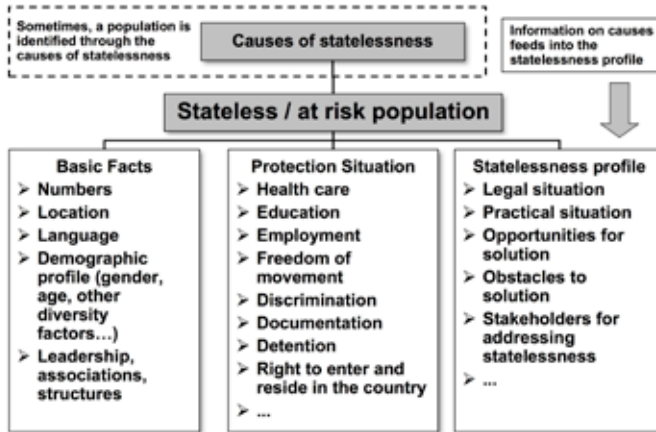 Sometimes, a population is
identified through the
causes of statelessness
Causes of statelessness
Information on causes
feeds into the
statelessness profile
Stateless / at risk population
Basic Facts
➢ Numbers
➢ Location
➢ Language
➢ Demographic
profile (gender,
age, other
diversity
factors...)
➢ Leadership,
associations,
structures
Protection Situation
➢ Health care
➢ Education
➢ Employment
➢ Freedom of
movement
➢ Discrimination
➢ Documentation
➢ Detention
➢ Right to enter and
reside in the country
➢ ...
Statelessness profile
➢ Legal situation
➢ Practical situation
➢ Opportunities for
solution
➢ Obstacles to
solution
➢ Stakeholders for
addressing
statelessness
➢ ...